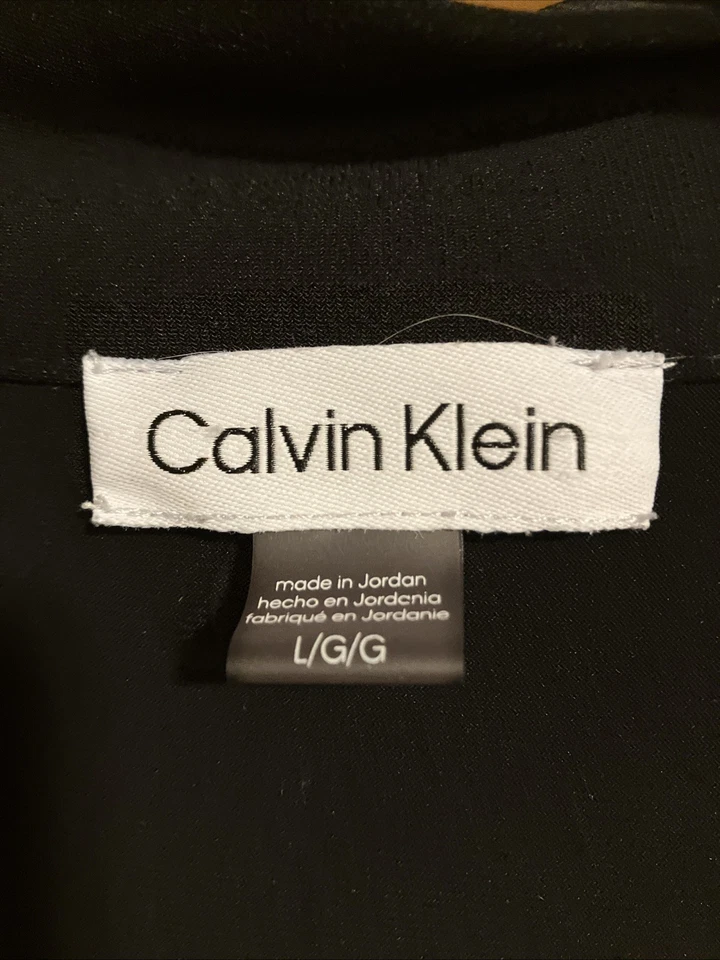 Calvin Klein
made in Jordan
hecho en Jordania
fabriqué en Jordanie
L/G/G